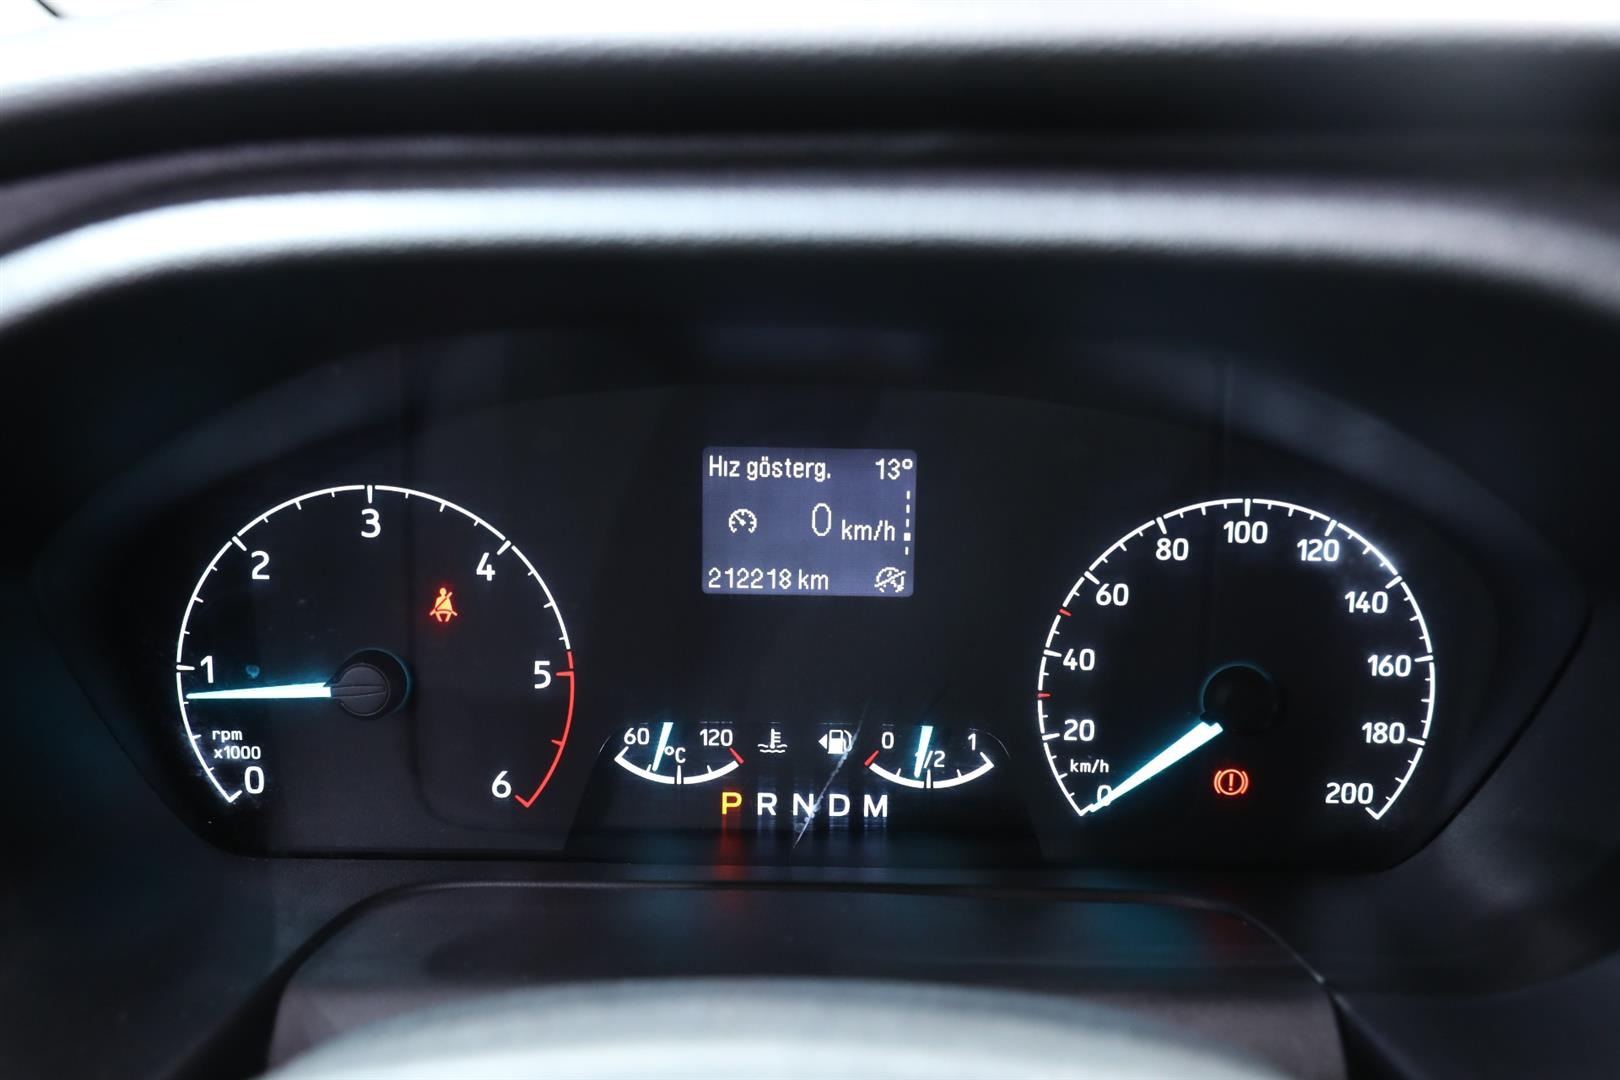 Hız gösterg. 13°
0 km/h
212218 km
0 1 2 3 4 5 6
rpm
x1000
60 120
°C
0 1/2 1
P R N D M
0 20 40 60 80 100 120 140 160 180 200
km/h